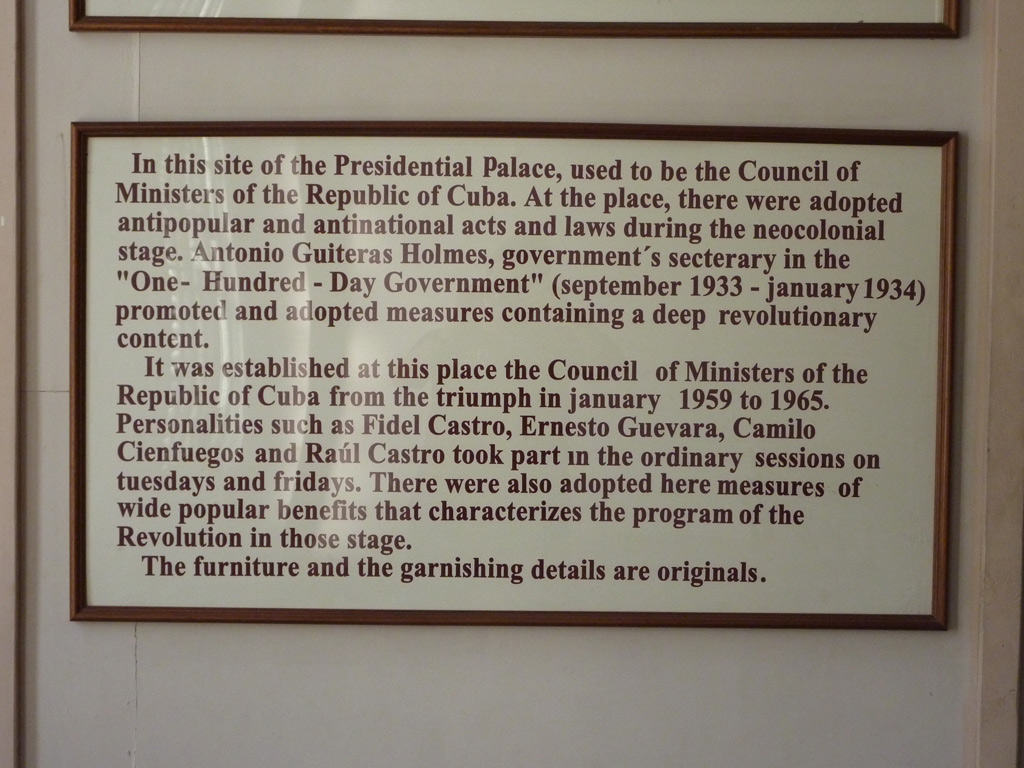 In this site of the Presidential Palace, used to be the Council of
Ministers of the Republic of Cuba. At the place, there were adopted
antipopular and antinational acts and laws during the neocolonial
stage. Antonio Guiteras Holmes, government´s secterary in the
"One- Hundred - Day Government" (september 1933 - january 1934)
promoted and adopted measures containing a deep revolutionary
content.
It was established at this place the Council of Ministers of the
Republic of Cuba from the triumph in january 1959 to 1965.
Personalities such as Fidel Castro, Ernesto Guevara, Camilo
Cienfuegos and Raúl Castro took part in the ordinary sessions on
tuesdays and fridays. There were also adopted here measures of
wide popular benefits that characterizes the program of the
Revolution in those stage.
The furniture and the garnishing details are originals.